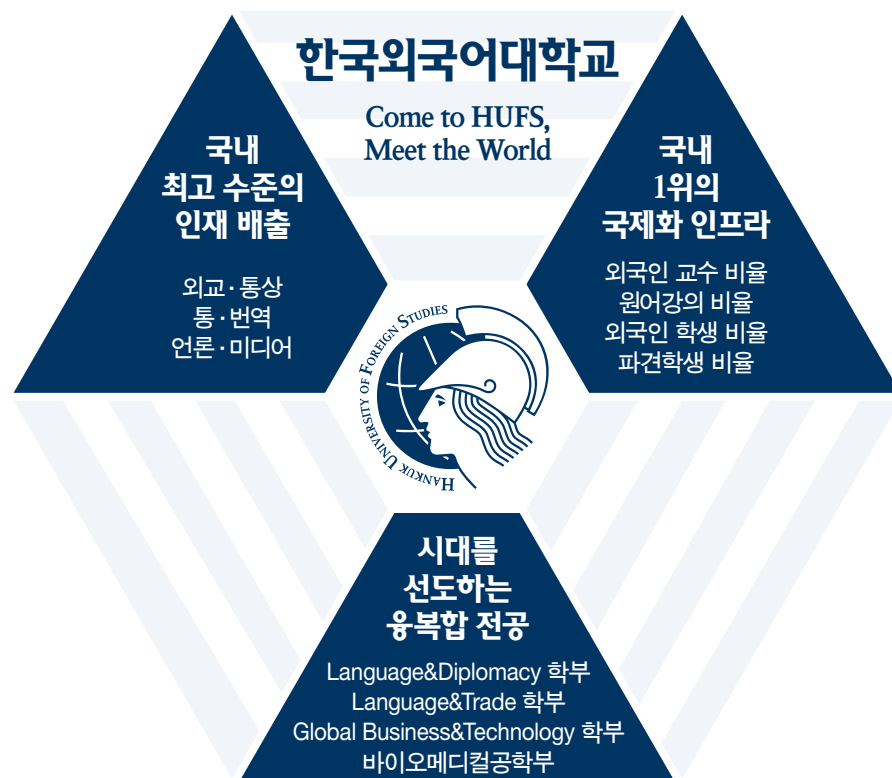 한국외국어대학교
Come to HUFS,
Meet the World
국내
최고 수준의
인재 배출
외교·통상
통·번역
언론·미디어
국내
1위의
국제화 인프라
외국인 교수 비율
원어강의 비율
외국인 학생 비율
파견학생 비율
HANKUK UNIVERSITY OF FOREIGN STUDIES
시대를
선도하는
융복합 전공
Language&Diplomacy 학부
Language&Trade 학부
Global Business&Technology 학부
바이오메디컬공학부